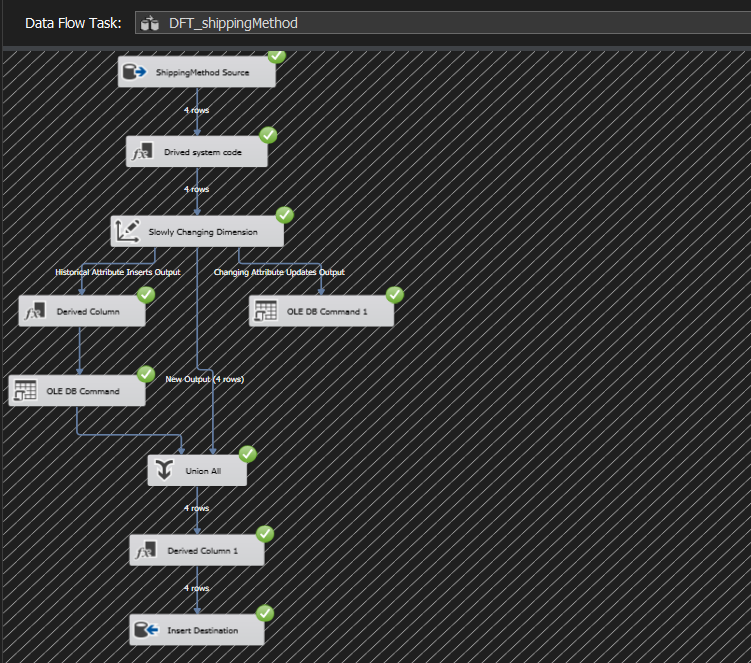 Data Flow Task:
DFT_shippingMethod
ShippingMethod Source
4 rows
Drived system code
4 rows
Slowly Changing Dimension
Historical Attribute Inserts Output
Changing Attribute Updates Output
Derived Column
OLE DB Command 1
New Output (4 rows)
OLE DB Command
Union All
4 rows
Derived Column 1
4 rows
Insert Destination